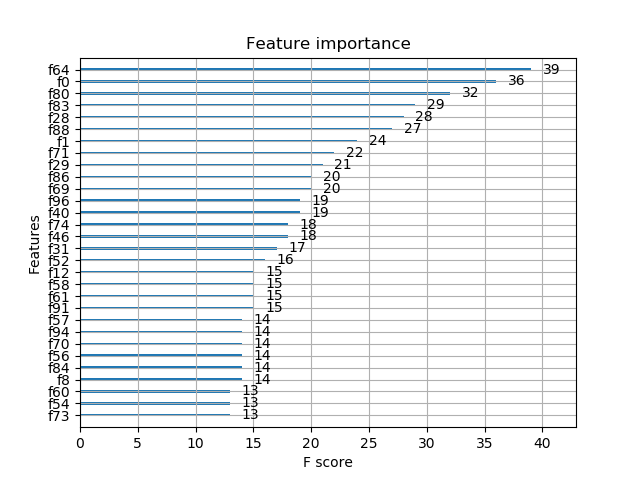 Feature importance
f64 39
f0 36
f80 32
f83 29
f28 28
f88 27
f1 24
f71 22
f29 21
f86 20
f69 20
f96 19
f40 19
f74 18
f46 18
f31 17
f52 16
f12 15
f58 15
f61 15
f91 15
f57 14
f94 14
f70 14
f56 14
f84 14
f8 14
f60 13
f54 13
f73 13
Features
0 5 10 15 20 25 30 35 40
F score